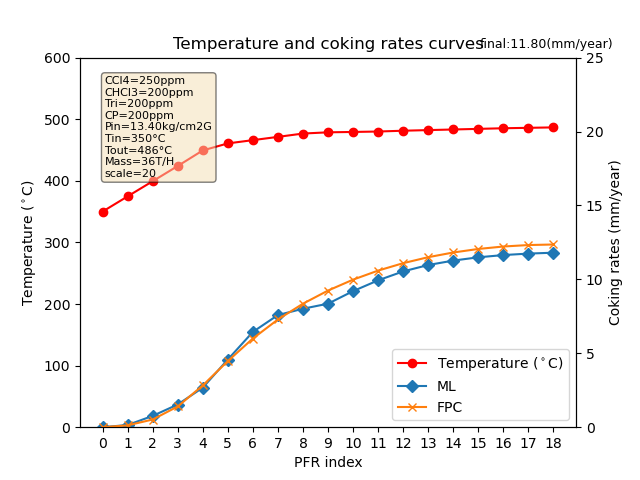 Temperature and coking rates curves
final:11.80(mm/year)
CCl4=250ppm
CHCl3=200ppm
Tri=200ppm
CP=200ppm
Pin=13.40kg/cm2G
Tin=350°C
Tout=486°C
Mass=36T/H
scale=20
Temperature (°C)
600
500
400
300
200
100
0
25
20
15
10
5
0
Coking rates (mm/year)
Temperature (°C)
ML
FPC
0 1 2 3 4 5 6 7 8 9 10 11 12 13 14 15 16 17 18
PFR index